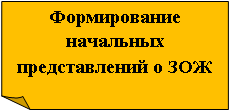 Формирование
начальных
представлений о ЗОЖ